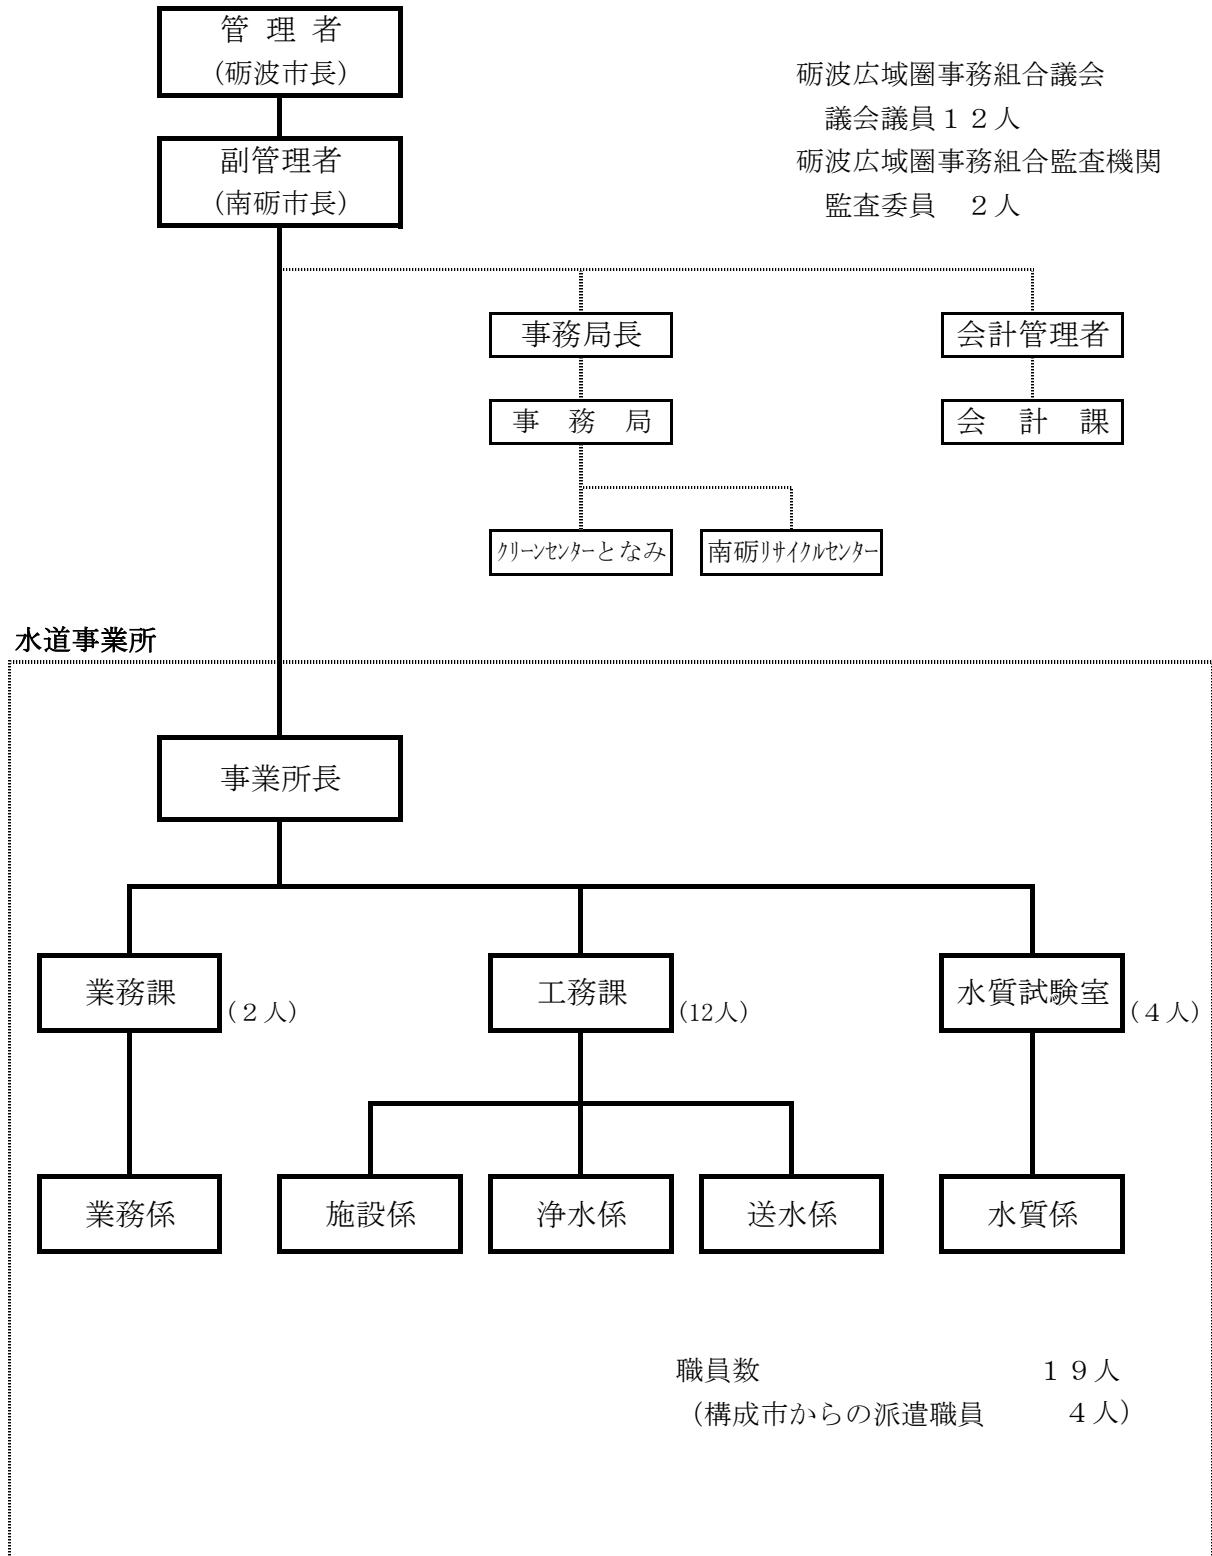 管 理 者
(砺波市長)
副管理者
(南砺市長)
砺波広域圏事務組合議会
議会議員１２人
砺波広域圏事務組合監査機関
監査委員　２人
事務局長
会計管理者
事　務　局
会　計　課
ｸﾘｰﾝｾﾝﾀｰとなみ
南砺ﾘｻｲｸﾙｾﾝﾀｰ
水道事業所
事業所長
業務課
(２人)
工務課
(12人)
水質試験室
(４人)
業務係
施設係
浄水係
送水係
水質係
職員数　１９人
(構成市からの派遣職員　４人)